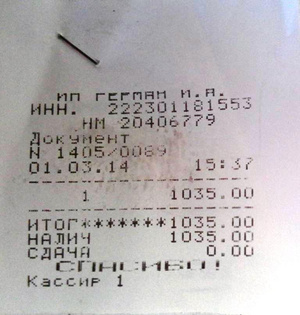 ИП ГЕРМАН И.А.
ИНН. 222301181553
НМ 20406779
Документ
N 1405/0089
01.03.14 15:37
1 1035.00
ИТОГ*******1035.00
НАЛИЧ 1035.00
СДАЧА 0.00
СПАСИБО!
Кассир 1